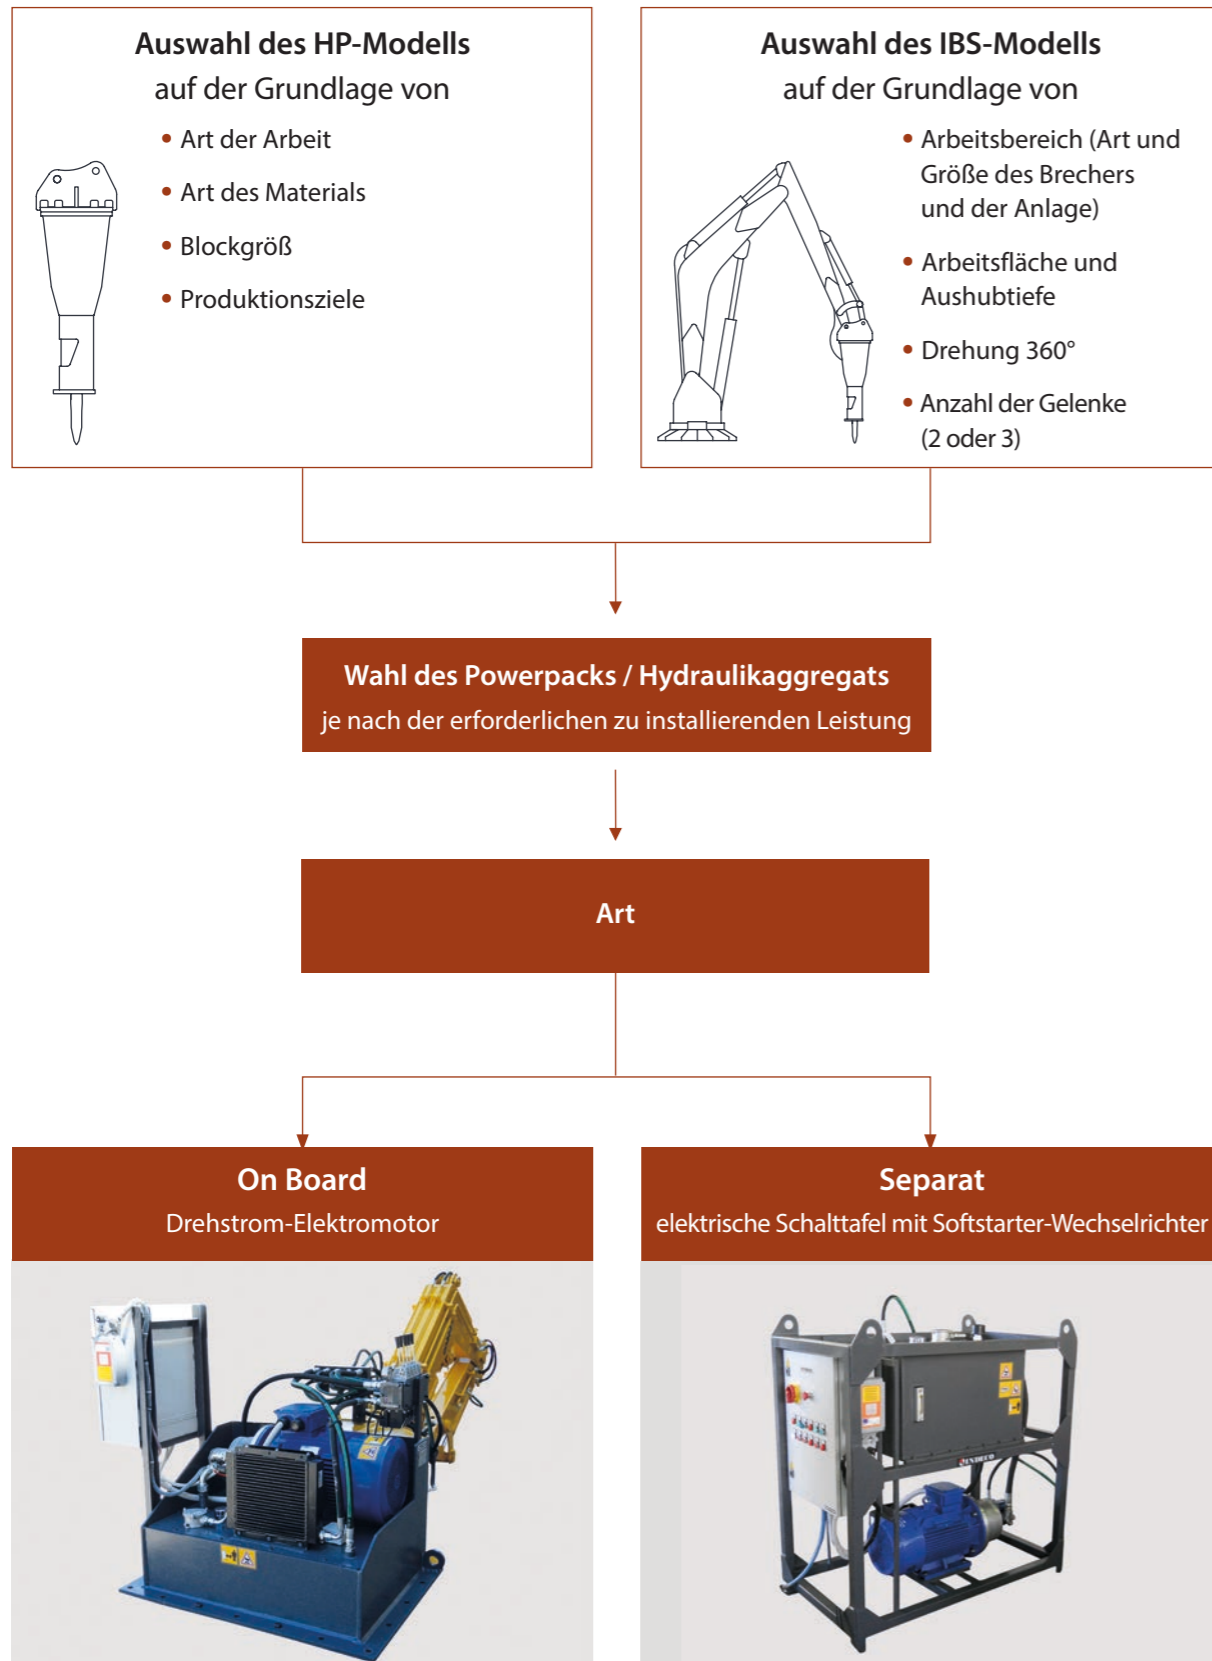 Auswahl des HP-Modells
auf der Grundlage von
• Art der Arbeit
• Art des Materials
• Blockgröß
• Produktionsziele
Auswahl des IBS-Modells
auf der Grundlage von
• Arbeitsbereich (Art und
Größe des Brechers
und der Anlage)
• Arbeitsfläche und
Aushubtiefe
• Drehung 360°
• Anzahl der Gelenke
(2 oder 3)
Wahl des Powerpacks / Hydraulikaggregats
je nach der erforderlichen zu installierenden Leistung
Art
On Board
Drehstrom-Elektromotor
Separat
elektrische Schalttafel mit Softstarter-Wechselrichter
INDECO